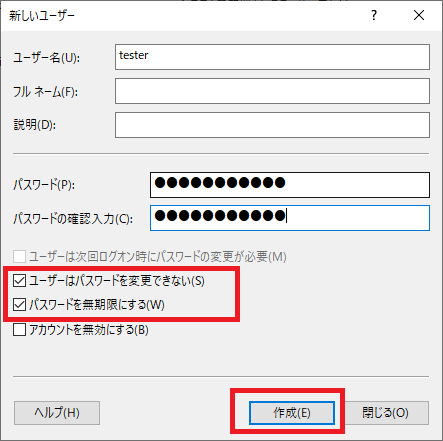 新しいユーザー
ユーザー名(U):
tester
フル ネーム(F):
説明(D):
パスワード(P):
●●●●●●●●●●●
パスワードの確認入力(C):
●●●●●●●●●●●
ユーザーは次回ログオン時にパスワードの変更が必要(M)
ユーザーはパスワードを変更できない(S)
パスワードを無期限にする(W)
アカウントを無効にする(B)
ヘルプ(H)
作成(E)
閉じる(O)